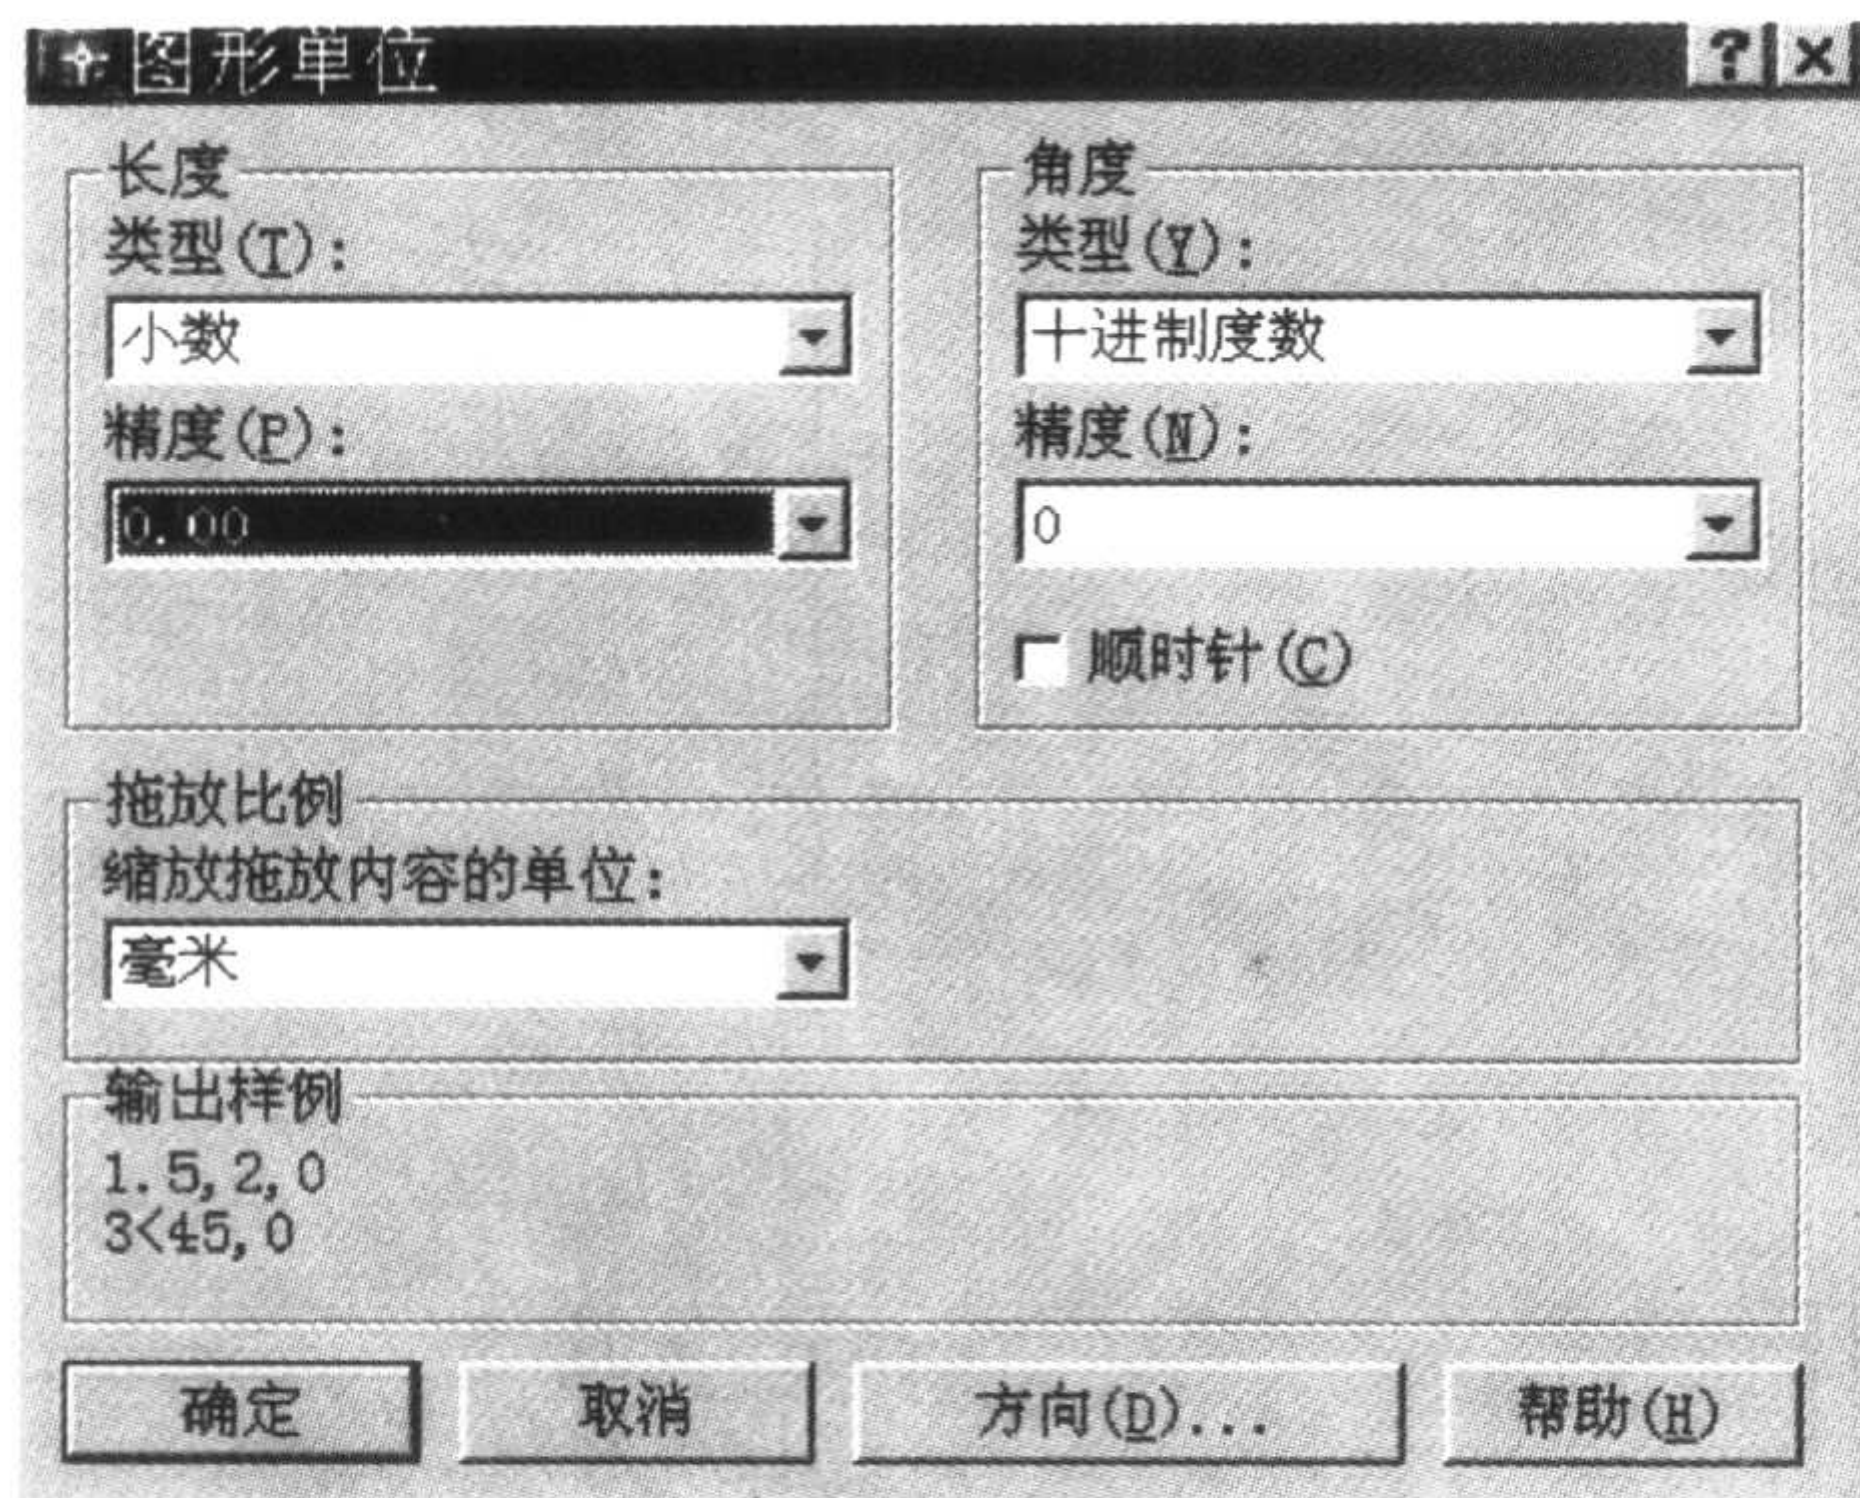 图形单位
长度
类型(T):
小数
精度(P):
0.00
角度
类型(Y):
十进制度数
精度(N):
0
顺时针(C)
拖放比例
缩放拖放内容的单位:
毫米
输出样例
1.5,2,0
3<45,0
确定 取消 方向(D)... 帮助(H)